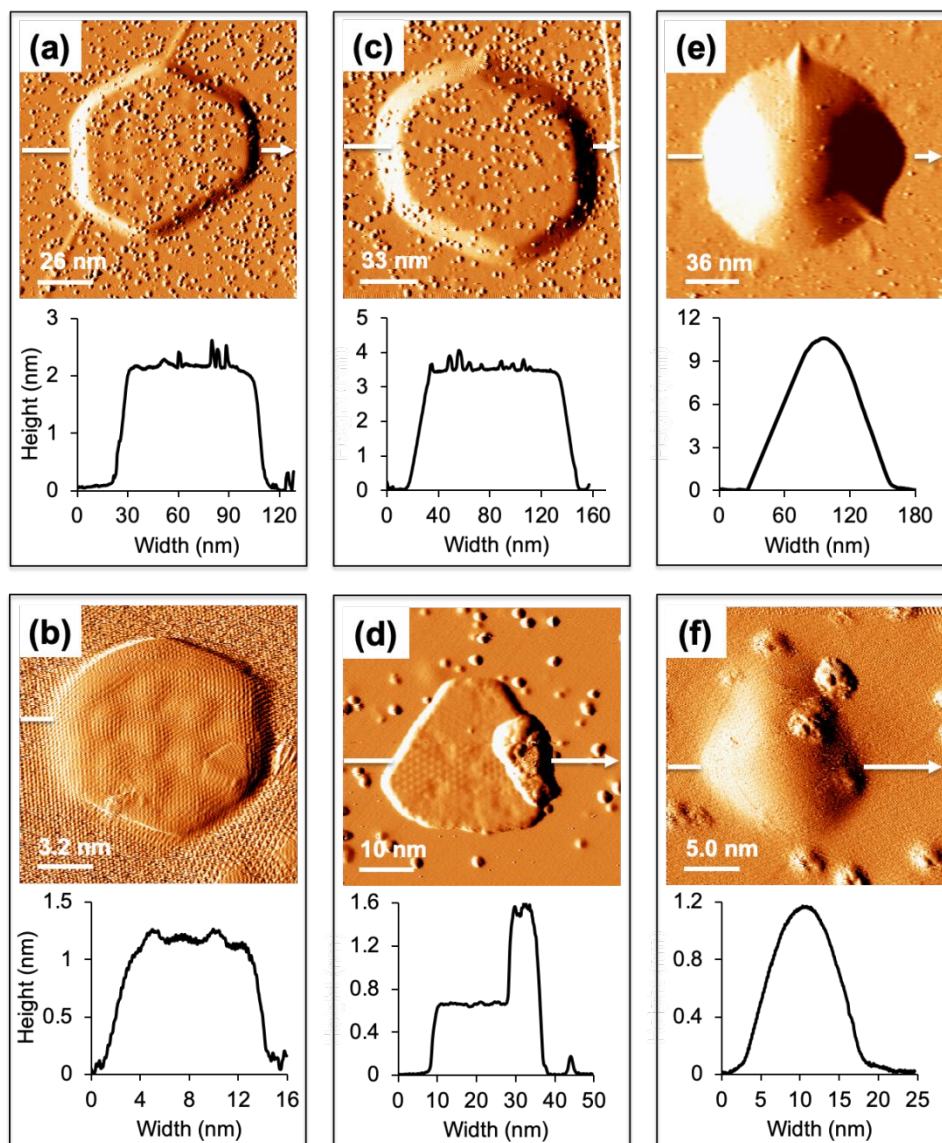 (a)
26 nm
3
2
1
0
Height (nm)
0 30 60 90 120
Width (nm)
(c)
33 nm
5
4
3
2
1
0
0 40 80 120 160
Width (nm)
(e)
36 nm
12
9
6
3
0
0 60 120 180
Width (nm)
(b)
3.2 nm
1.5
1
0.5
0
Height (nm)
0 4 8 12 16
Width (nm)
(d)
10 nm
1.6
1.2
0.8
0.4
0
0 10 20 30 40 50
Width (nm)
(f)
5.0 nm
1.2
0.8
0.4
0
0 5 10 15 20 25
Width (nm)